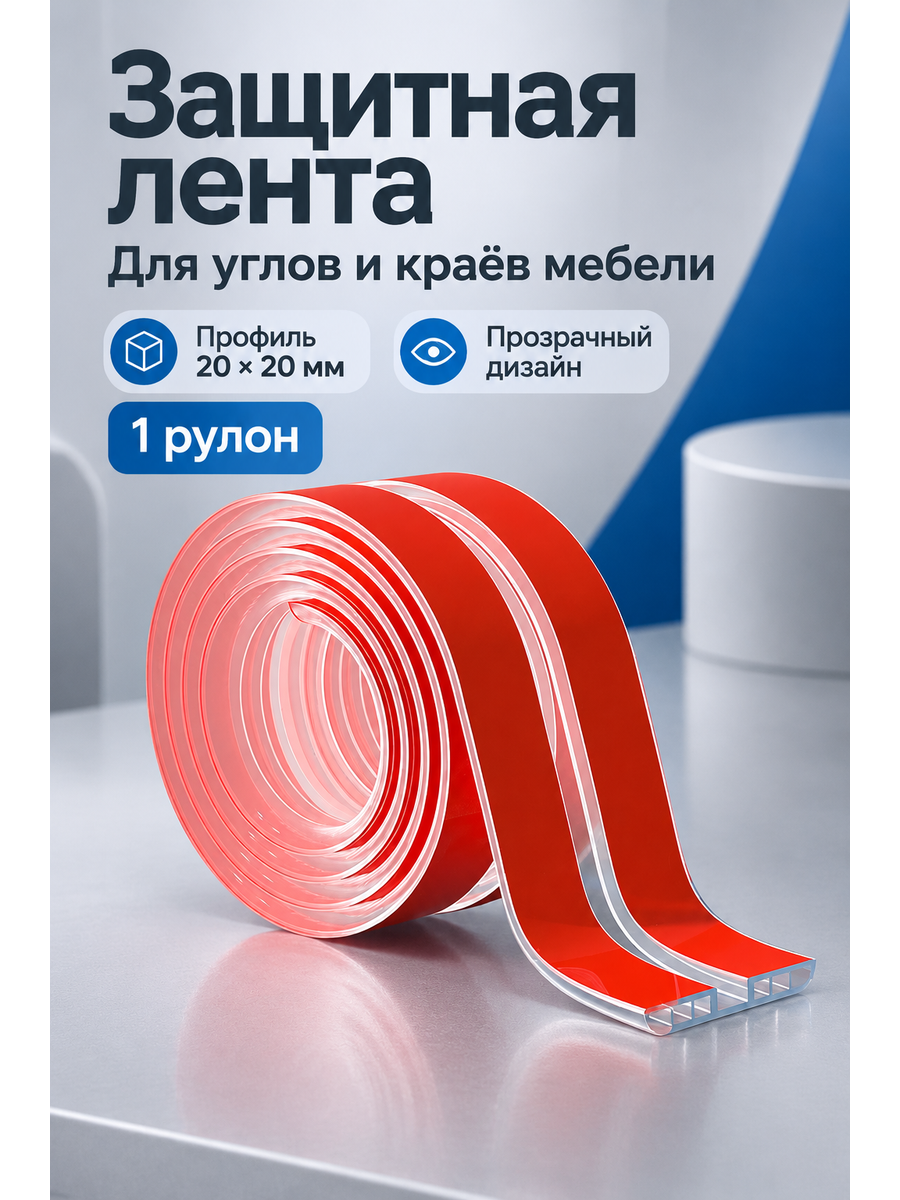 Защитная
лента
Для углов и краёв мебели
Профиль
20 × 20 мм
Прозрачный
дизайн
1 рулон